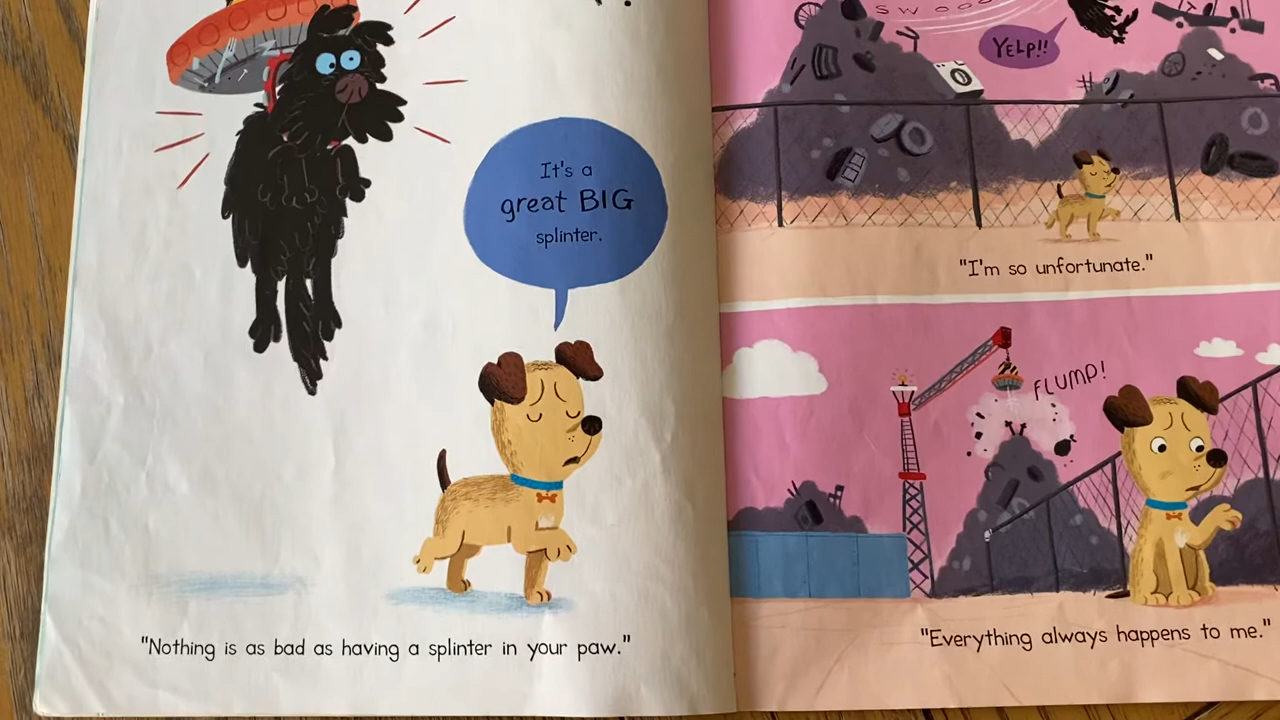 It's a
great BIG
splinter.
"Nothing is as bad as having a splinter in your paw."
YELP!!
"I'm so unfortunate."
FLUMP!
"Everything always happens to me."